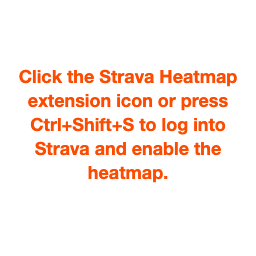 Click the Strava Heatmap
extension icon or press
Ctrl+Shift+S to log into
Strava and enable the
heatmap.